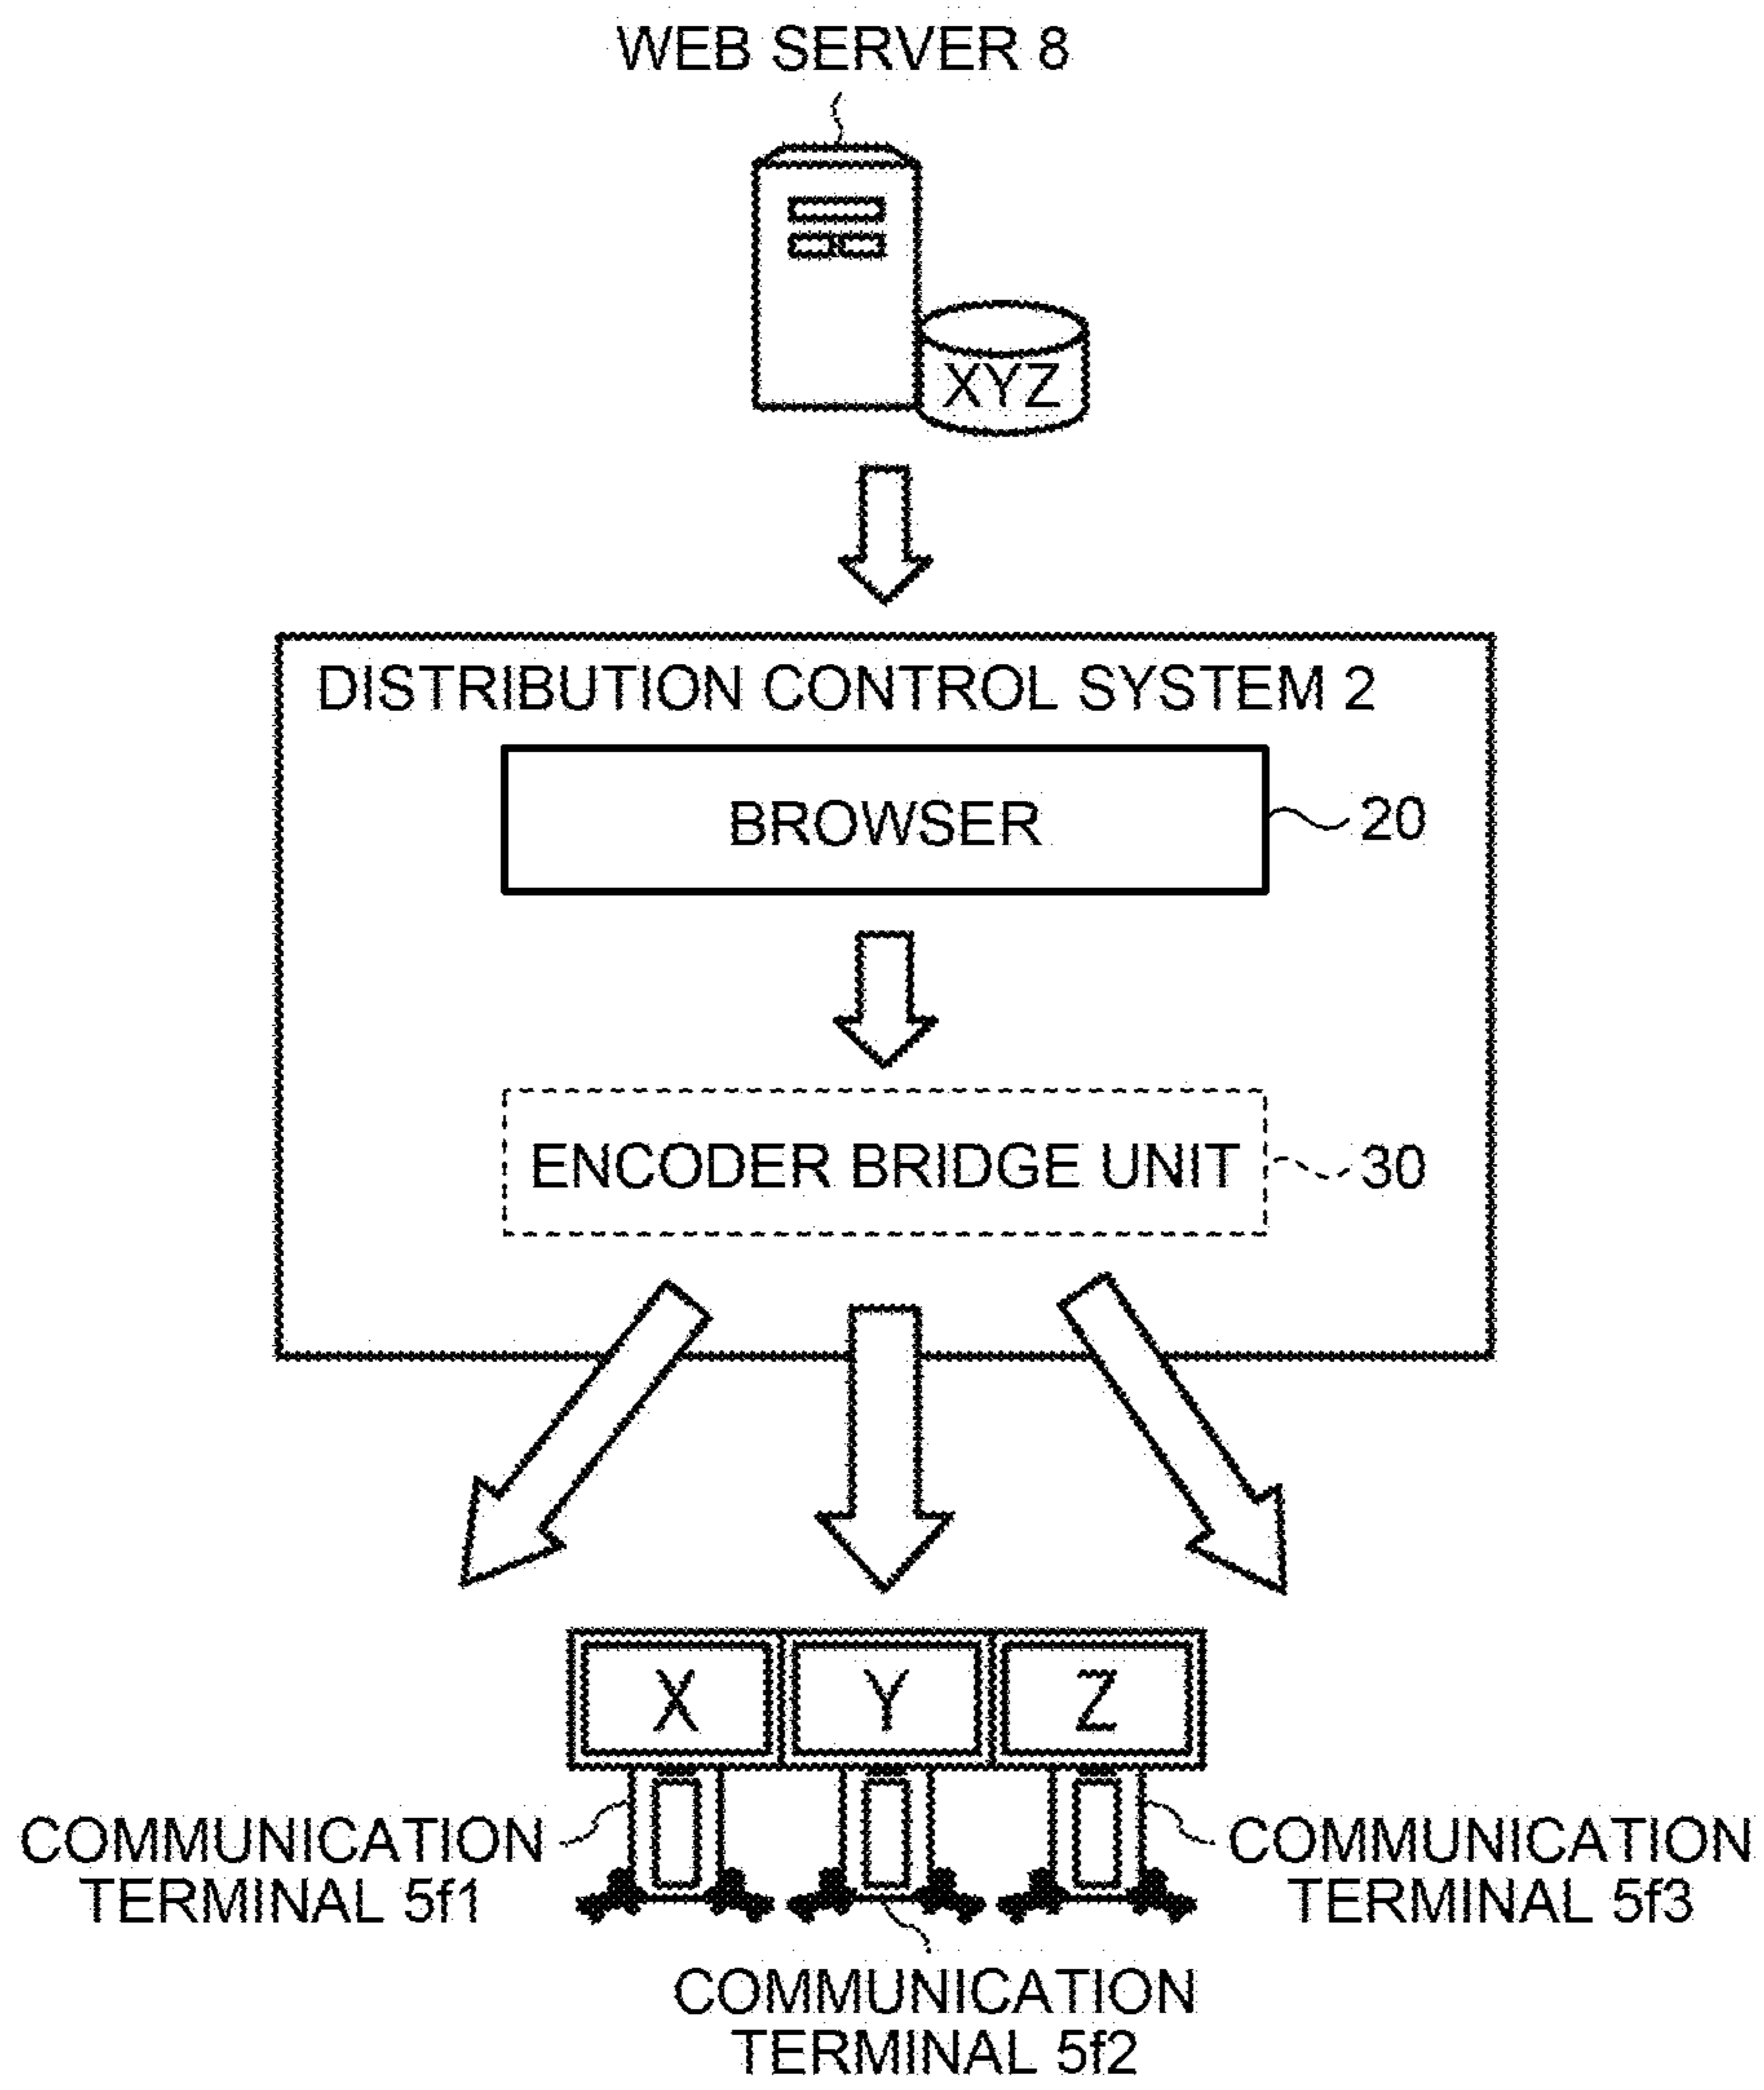 WEB SERVER 8
XYZ
DISTRIBUTION CONTROL SYSTEM 2
BROWSER
20
ENCODER BRIDGE UNIT
30
X Y Z
COMMUNICATION
TERMINAL 5f1
COMMUNICATION
TERMINAL 5f3
COMMUNICATION
TERMINAL 5f2